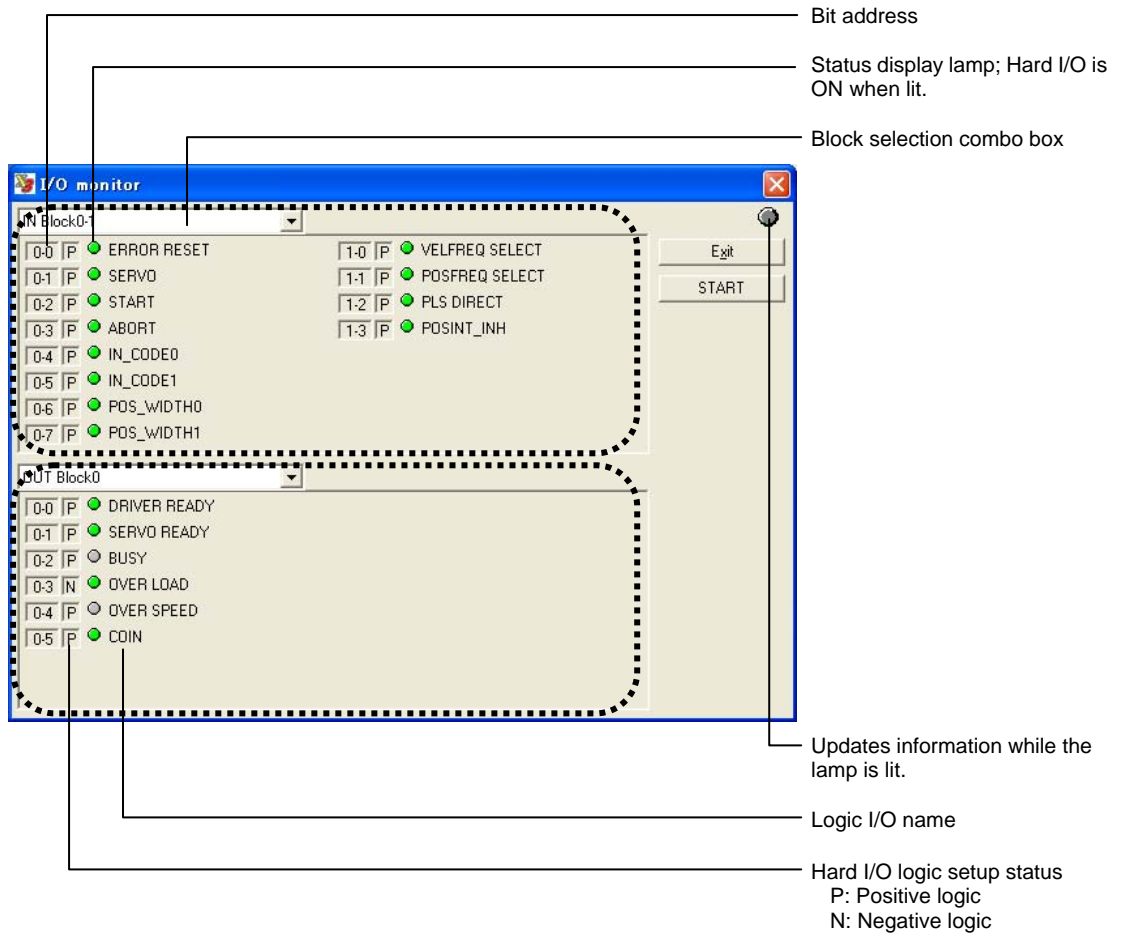 Bit address
Status display lamp; Hard I/O is
ON when lit.
Block selection combo box
I/O monitor
IN Block0-1
0-0 P ERROR RESET
0-1 P SERVO
0-2 P START
0-3 P ABORT
0-4 P IN_CODE0
0-5 P IN_CODE1
0-6 P POS_WIDTH0
0-7 P POS_WIDTH1
1-0 P VELFREQ SELECT
1-1 P POSFREQ SELECT
1-2 P PLS DIRECT
1-3 P POSINT_INH
Exit
START
OUT Block0
0-0 P DRIVER READY
0-1 P SERVO READY
0-2 P BUSY
0-3 N OVER LOAD
0-4 P OVER SPEED
0-5 P COIN
Updates information while the
lamp is lit.
Logic I/O name
Hard I/O logic setup status
P: Positive logic
N: Negative logic